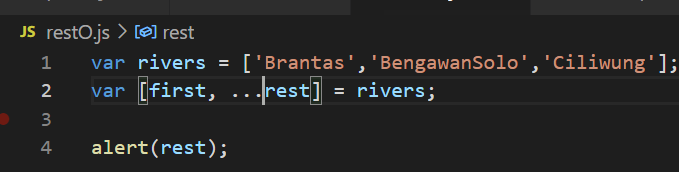 JS restO.js > rest
1 var rivers = ['Brantas','BengawanSolo','Ciliwung'];
2 var [first, ...rest] = rivers;
3
4 alert(rest);